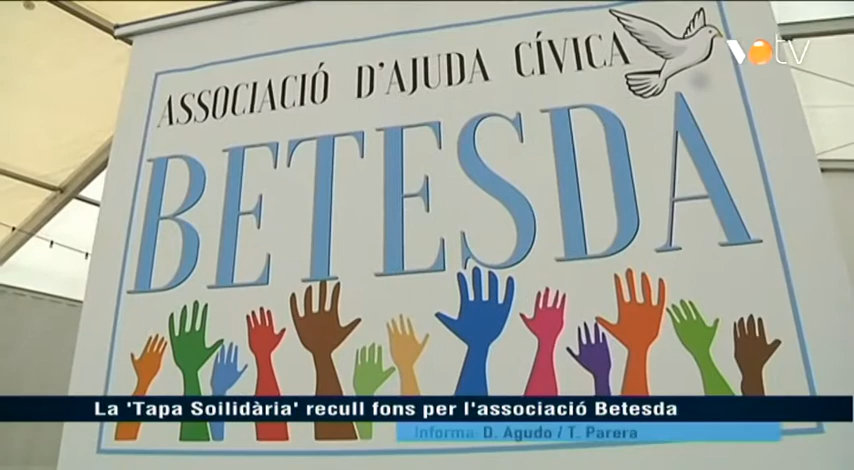 votv
ASSOCIACIÓ D'AJUDA CÍVICA
BETESDA
La 'Tapa Soilidària' recull fons per l'associació Betesda
Informa: D. Agudo / T. Parera